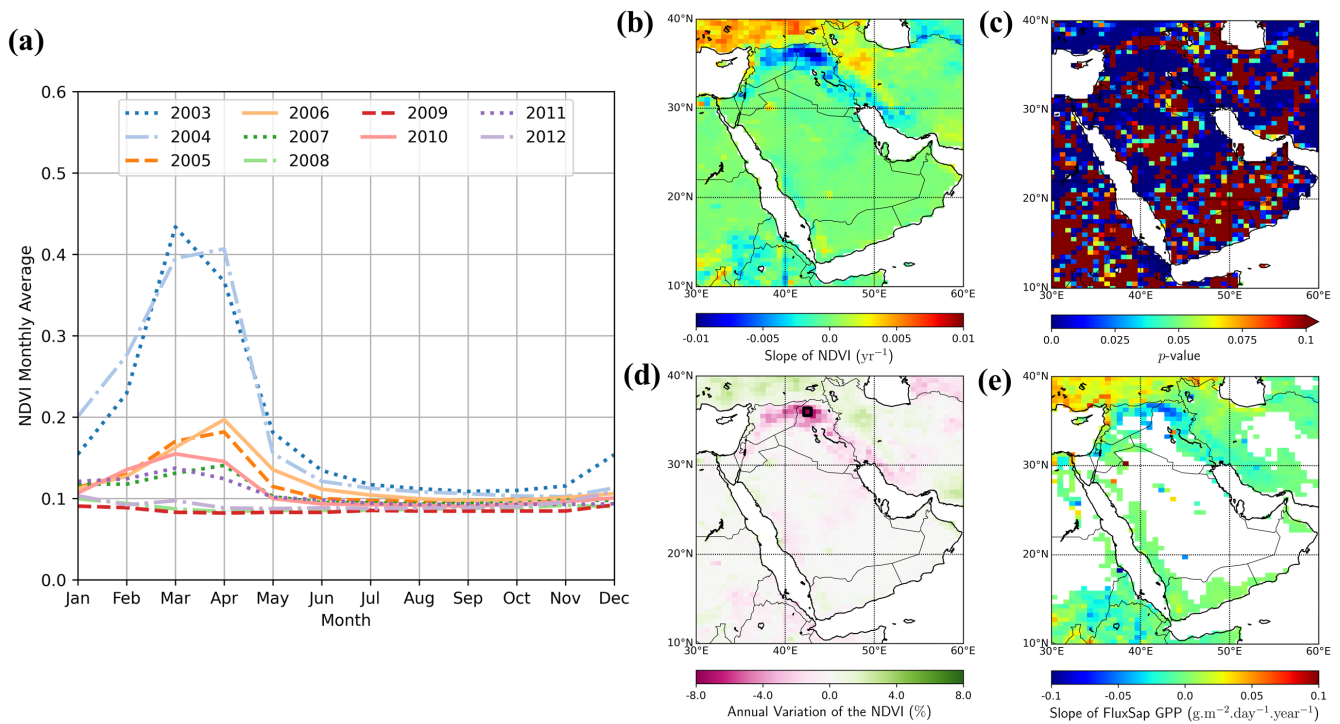 (a)
NDVI Monthly Average
0.6
0.5
0.4
0.3
0.2
0.1
0.0
2003
2004
2005
2006
2007
2008
2009
2010
2011
2012
Jan Feb Mar Apr May Jun Jul Aug Sep Oct Nov Dec
Month
(b)
40°N
30°N
20°N
10°N
30°E 40°E 50°E 60°E
-0.01 -0.005 0.0 0.005 0.01
Slope of NDVI (yr⁻¹)
(c)
40°N
30°N
20°N
10°N
30°E 40°E 50°E 60°E
0.0 0.025 0.05 0.075 0.1
p-value
(d)
40°N
30°N
20°N
10°N
30°E 40°E 50°E 60°E
-8.0 -4.0 0.0 4.0 8.0
Annual Variation of the NDVI (%)
(e)
40°N
30°N
20°N
10°N
30°E 40°E 50°E 60°E
-0.1 -0.05 0.0 0.05 0.1
Slope of FluxSap GPP (g.m⁻².day⁻¹.year⁻¹)